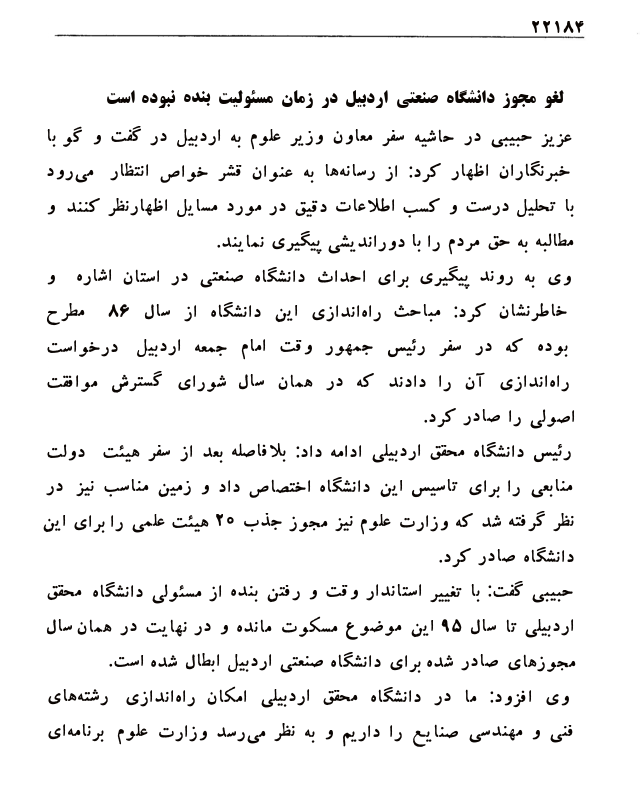 ۲۲۱۸۴
لغو مجوز دانشگاه صنعتی اردبیل در زمان مسئولیت بنده نبوده است
عزیز حبیبی در حاشیه سفر معاون وزیر علوم به اردبیل در گفت و گو با
خبرنگاران اظهار کرد: از رسانه‌ها به عنوان قشر خواص انتظار می‌رود
با تحلیل درست و کسب اطلاعات دقیق در مورد مسایل اظهارنظر کنند و
مطالبه به حق مردم را با دوراندیشی پیگیری نمایند.
وی به روند پیگیری برای احداث دانشگاه صنعتی در استان اشاره و
خاطرنشان کرد: مباحث راه‌اندازی این دانشگاه از سال ۸۶ مطرح
بوده که در سفر رئیس جمهور وقت امام جمعه اردبیل درخواست
راه‌اندازی آن را دادند که در همان سال شورای گسترش موافقت
اصولی را صادر کرد.
رئیس دانشگاه محقق اردبیلی ادامه داد: بلافاصله بعد از سفر هیئت دولت
منابعی را برای تاسیس این دانشگاه اختصاص داد و زمین مناسب نیز در
نظر گرفته شد که وزارت علوم نیز مجوز جذب ۲۰ هیئت علمی را برای این
دانشگاه صادر کرد.
حبیبی گفت: با تغییر استاندار وقت و رفتن بنده از مسئولی دانشگاه محقق
اردبیلی تا سال ۹۵ این موضوع مسکوت مانده و در نهایت در همان سال
مجوزهای صادر شده برای دانشگاه صنعتی اردبیل ابطال شده است.
وی افزود: ما در دانشگاه محقق اردبیلی امکان راه‌اندازی رشته‌های
فنی و مهندسی صنایع را داریم و به نظر می‌رسد وزارت علوم برنامه‌ای